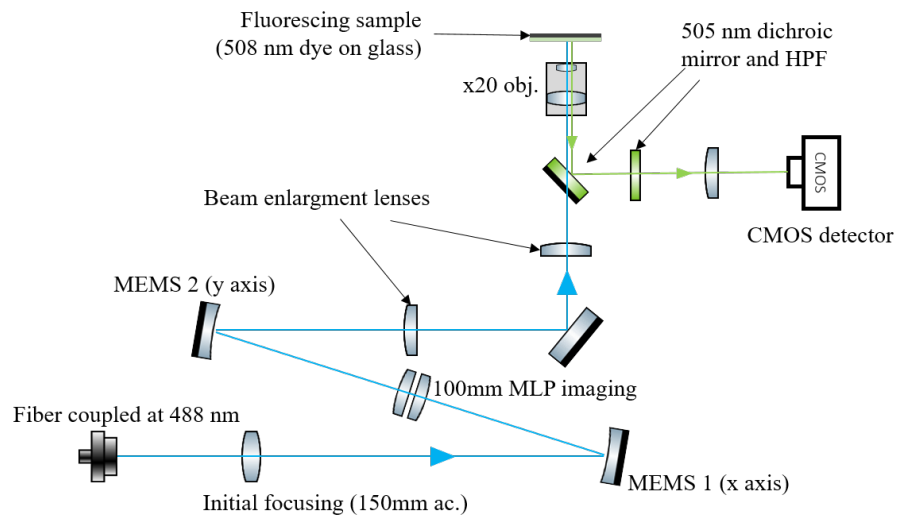 Fluorescing sample
(508 nm dye on glass)
505 nm dichroic
mirror and HPF
x20 obj.
CMOS
CMOS detector
Beam enlargment lenses
MEMS 2 (y axis)
100mm MLP imaging
Fiber coupled at 488 nm
MEMS 1 (x axis)
Initial focusing (150mm ac.)